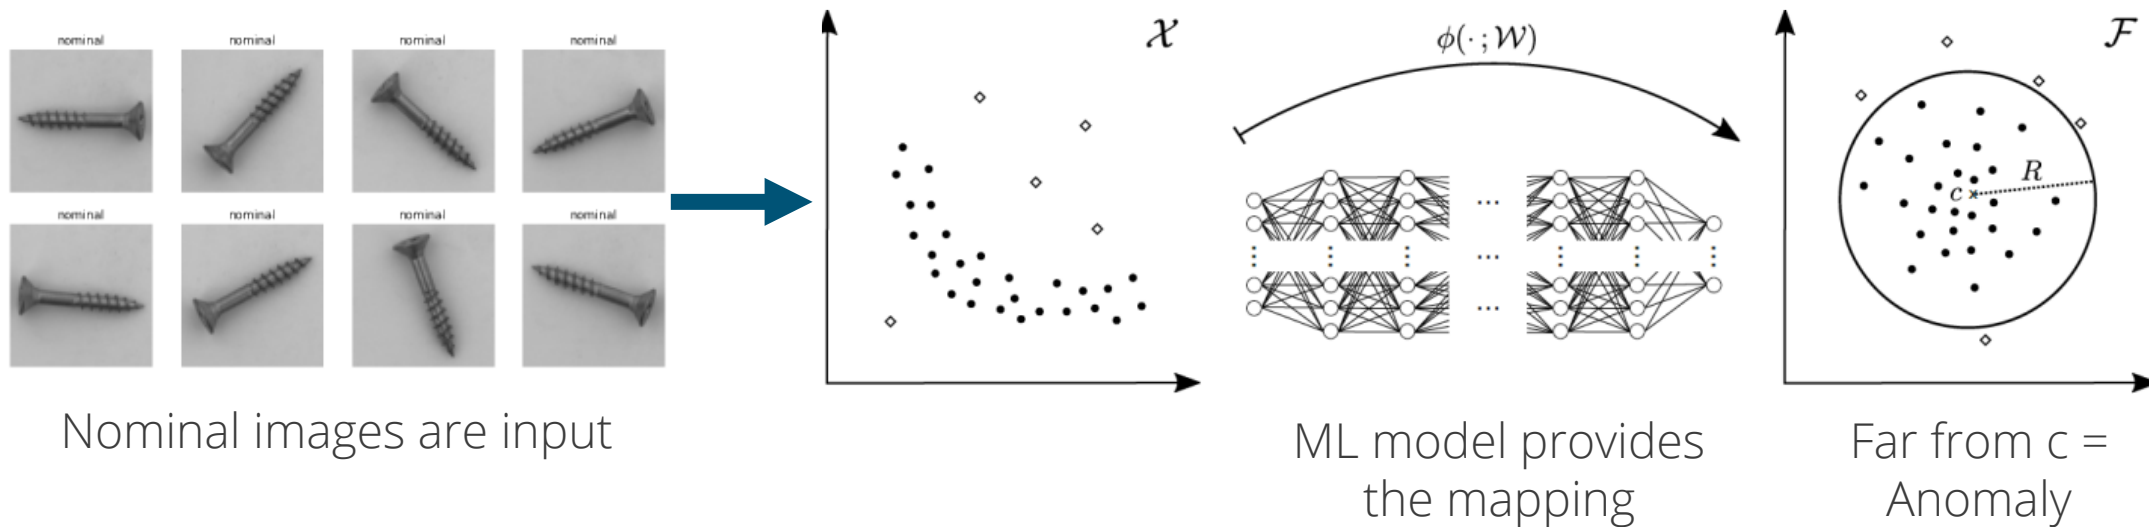 nominal nominal nominal nominal
nominal nominal nominal nominal
Nominal images are input
𝒳
ϕ(· ; 𝒲)
ML model provides
the mapping
ℱ
R
c
Far from c =
Anomaly